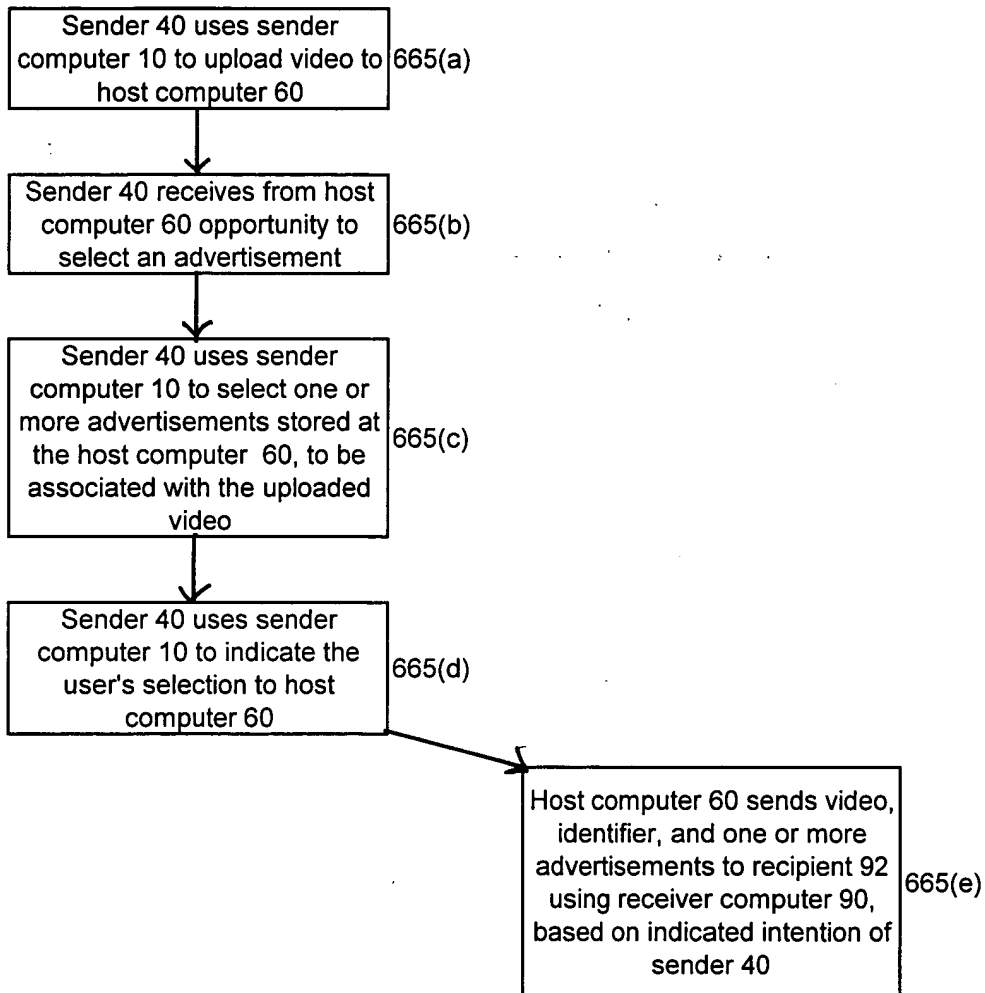 Sender 40 uses sender
computer 10 to upload video to
host computer 60
665(a)
Sender 40 receives from host
computer 60 opportunity to
select an advertisement
665(b)
Sender 40 uses sender
computer 10 to select one or
more advertisements stored at
the host computer 60, to be
associated with the uploaded
video
665(c)
Sender 40 uses sender
computer 10 to indicate the
user's selection to host
computer 60
665(d)
Host computer 60 sends video,
identifier, and one or more
advertisements to recipient 92
using receiver computer 90,
based on indicated intention of
sender 40
665(e)